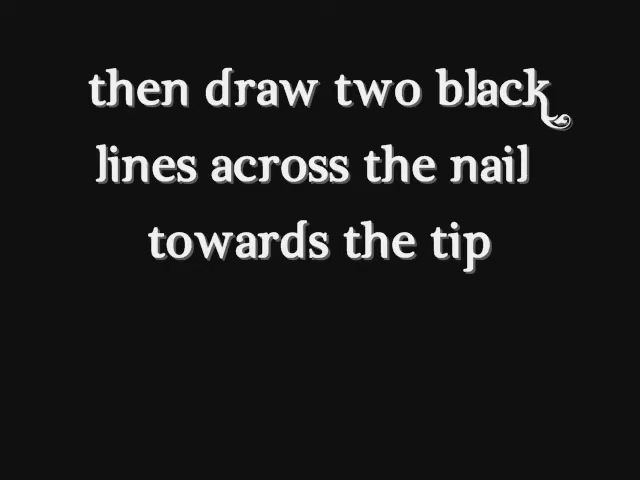 then draw two black
lines across the nail
towards the tip